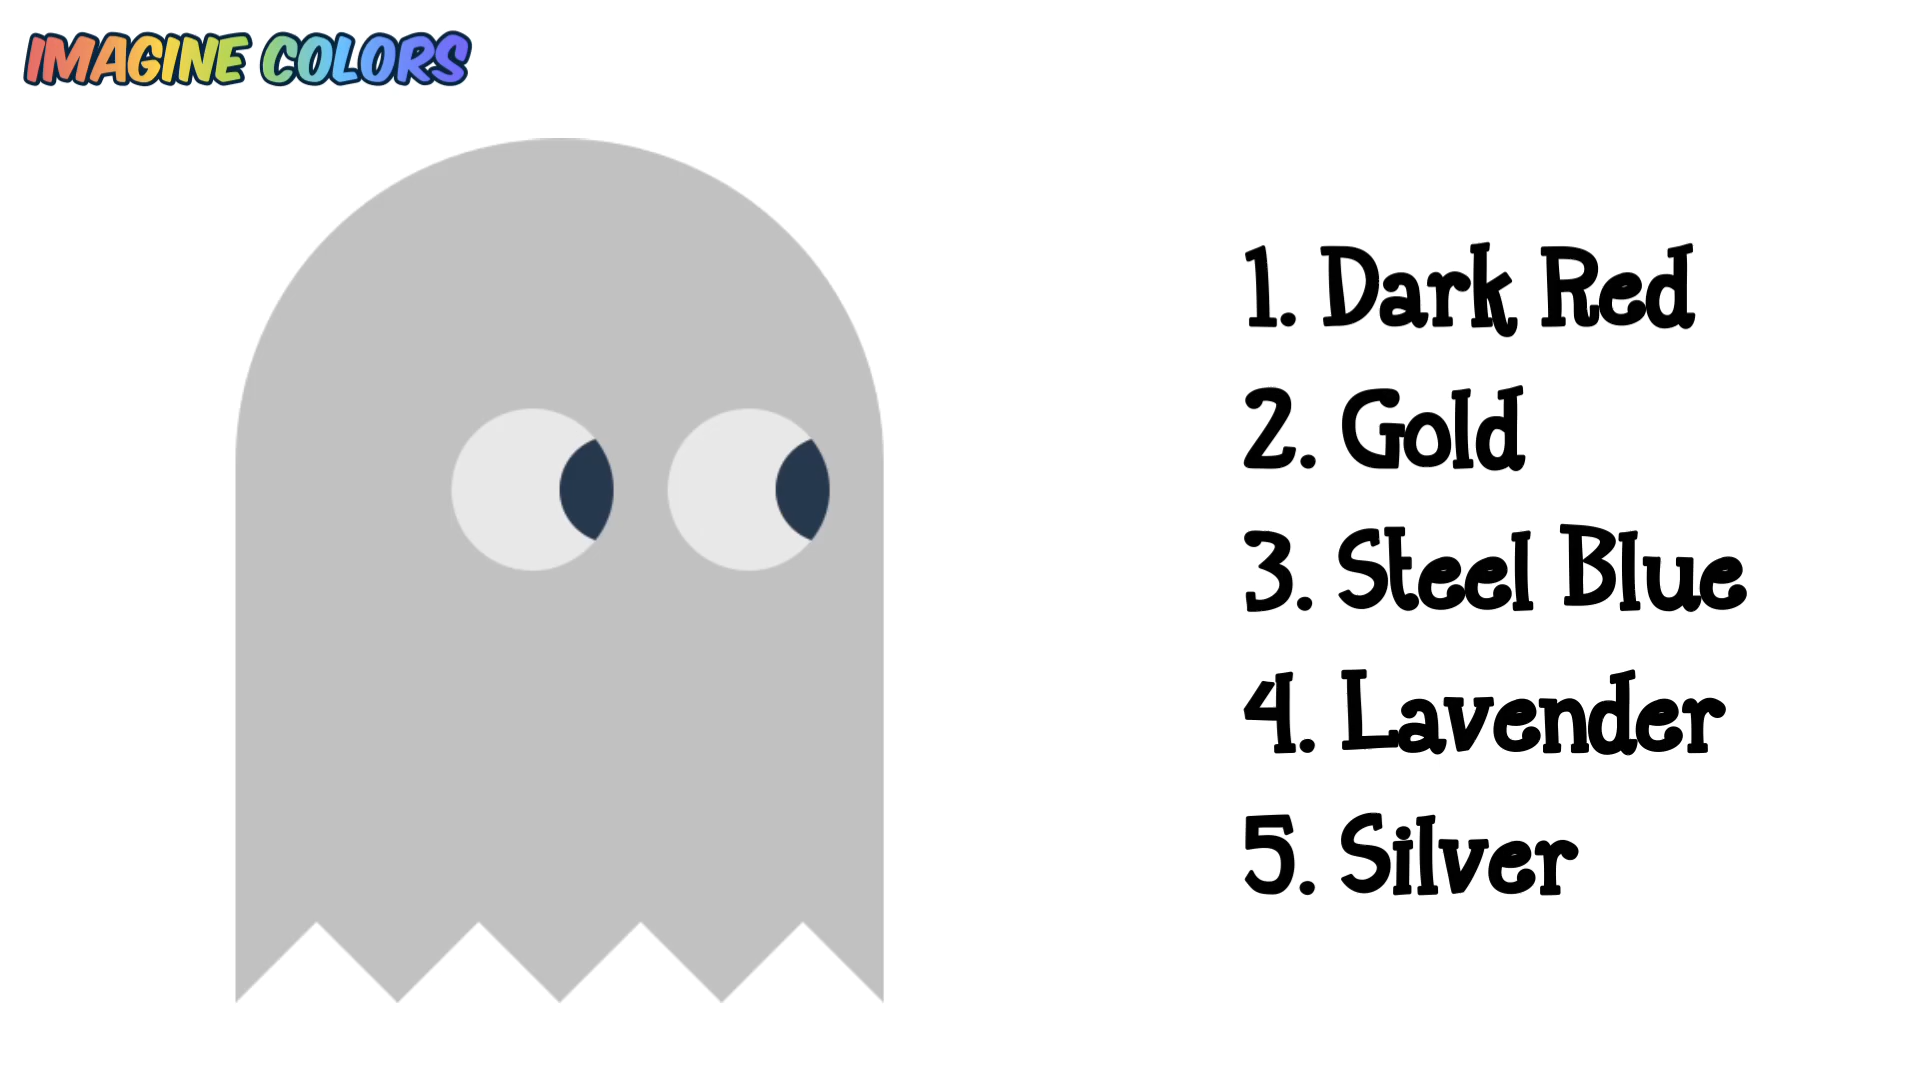 IMAGINE COLORS
1. Dark Red
2. Gold
3. Steel Blue
4. Lavender
5. Silver